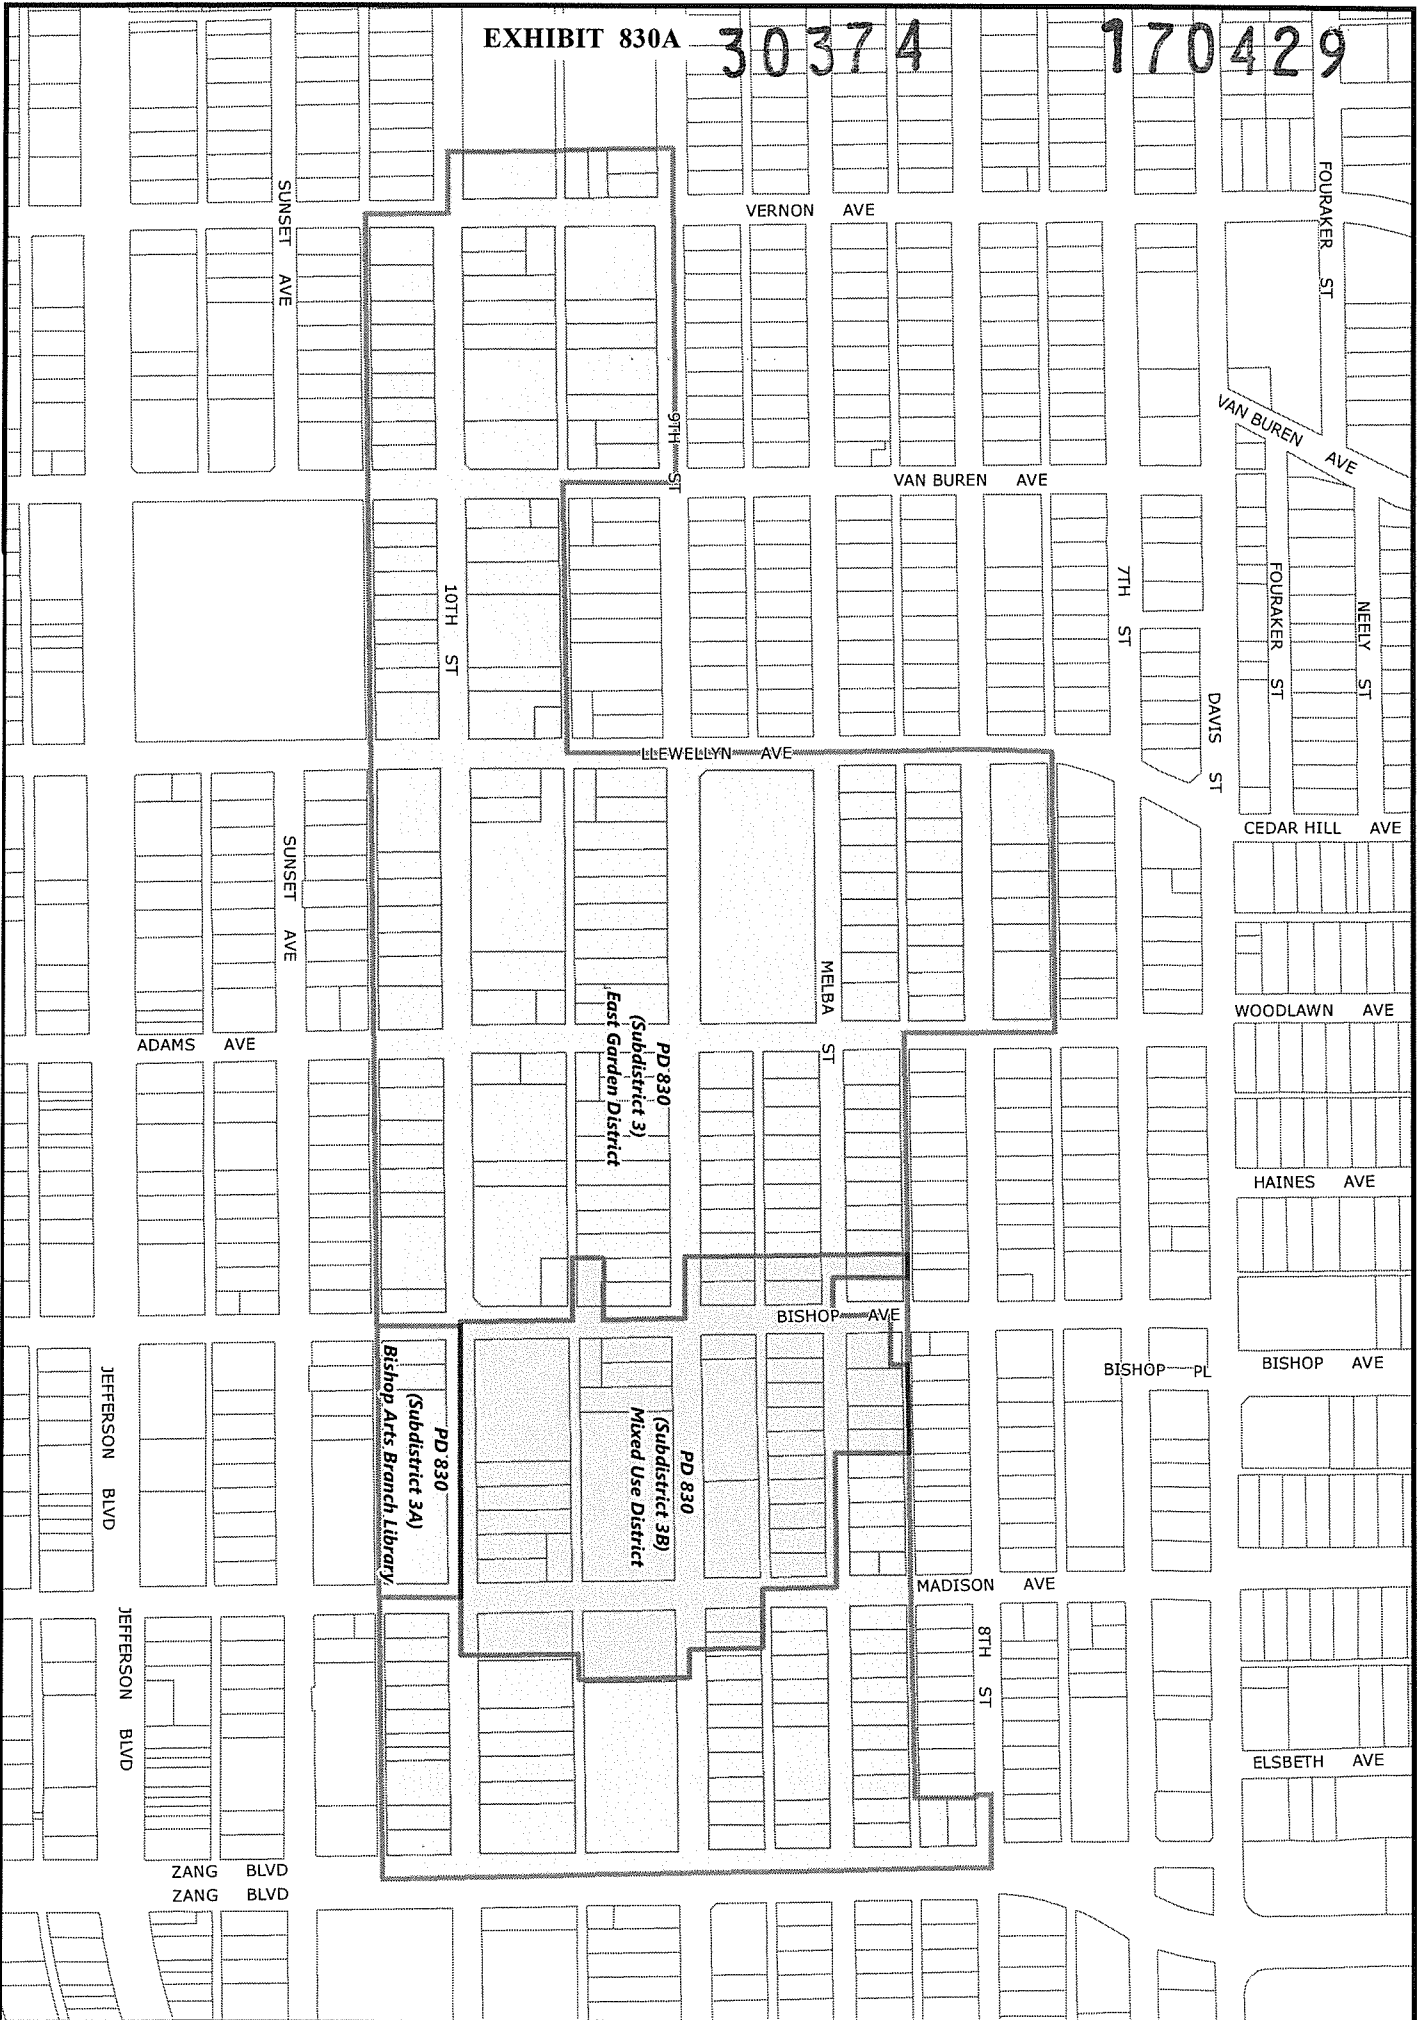 EXHIBIT 830A
30374
170429
FOURAKER ST
SUNSET AVE
VERNON AVE
VAN BUREN AVE
9TH ST
VAN BUREN AVE
10TH ST
7TH ST
FOURAKER ST
NEELY ST
DAVIS ST
LLEWELLYN AVE
CEDAR HILL AVE
SUNSET AVE
MELBA ST
WOODLAWN AVE
ADAMS AVE
PD 830
(Subdistrict 3)
East Garden District
HAINES AVE
BISHOP AVE
BISHOP PL
BISHOP AVE
JEFFERSON BLVD
PD 830
(Subdistrict 3A)
Bishop Arts Branch Library
PD 830
(Subdistrict 3B)
Mixed Use District
MADISON AVE
JEFFERSON BLVD
8TH ST
ELSBETH AVE
ZANG BLVD
ZANG BLVD